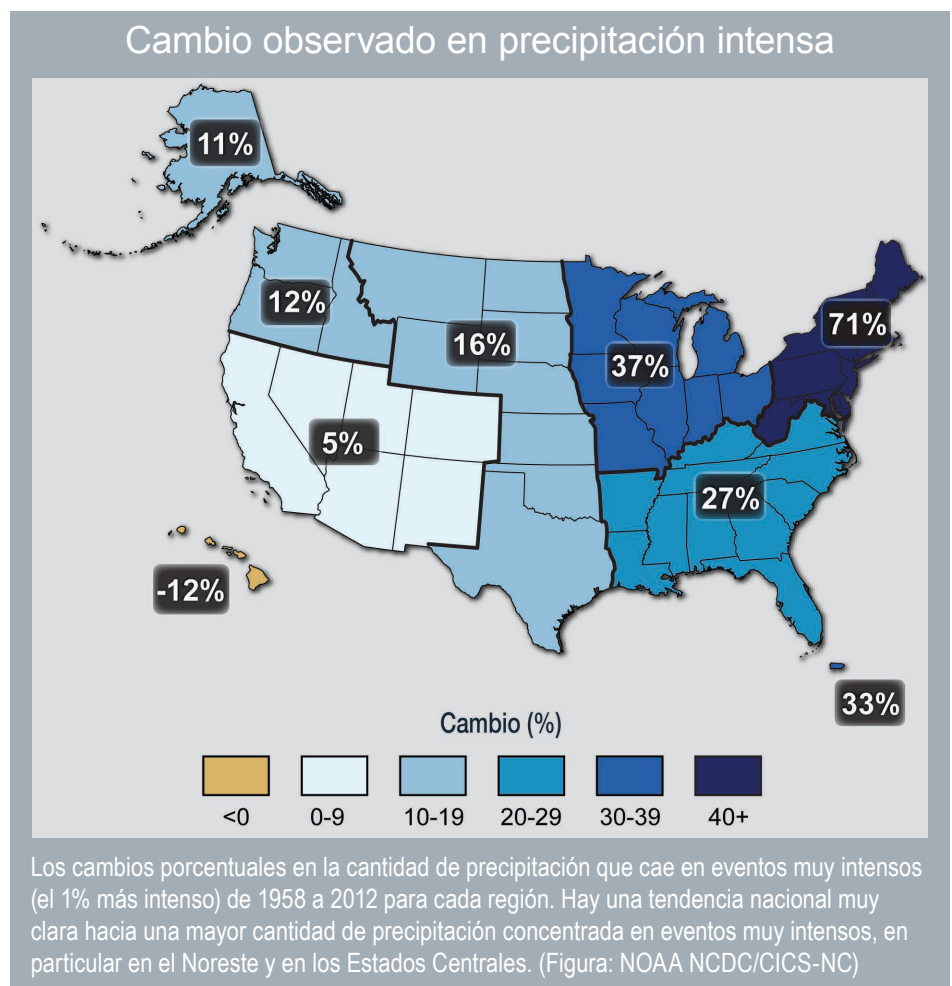 Cambio observado en precipitación intensa
11%
12%
16%
37%
71%
5%
27%
-12%
33%
Cambio (%)
<0
0-9
10-19
20-29
30-39
40+
Los cambios porcentuales en la cantidad de precipitación que cae en eventos muy intensos
(el 1% más intenso) de 1958 a 2012 para cada región. Hay una tendencia nacional muy
clara hacia una mayor cantidad de precipitación concentrada en eventos muy intensos, en
particular en el Noreste y en los Estados Centrales. (Figura: NOAA NCDC/CICS-NC)